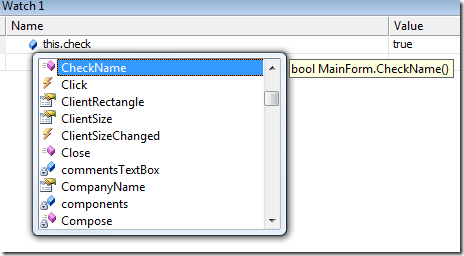 Watch 1
Name Value
this.check true
CheckName bool MainForm.CheckName()
Click
ClientRectangle
ClientSize
ClientSizeChanged
Close
commentsTextBox
CompanyName
components
Compose